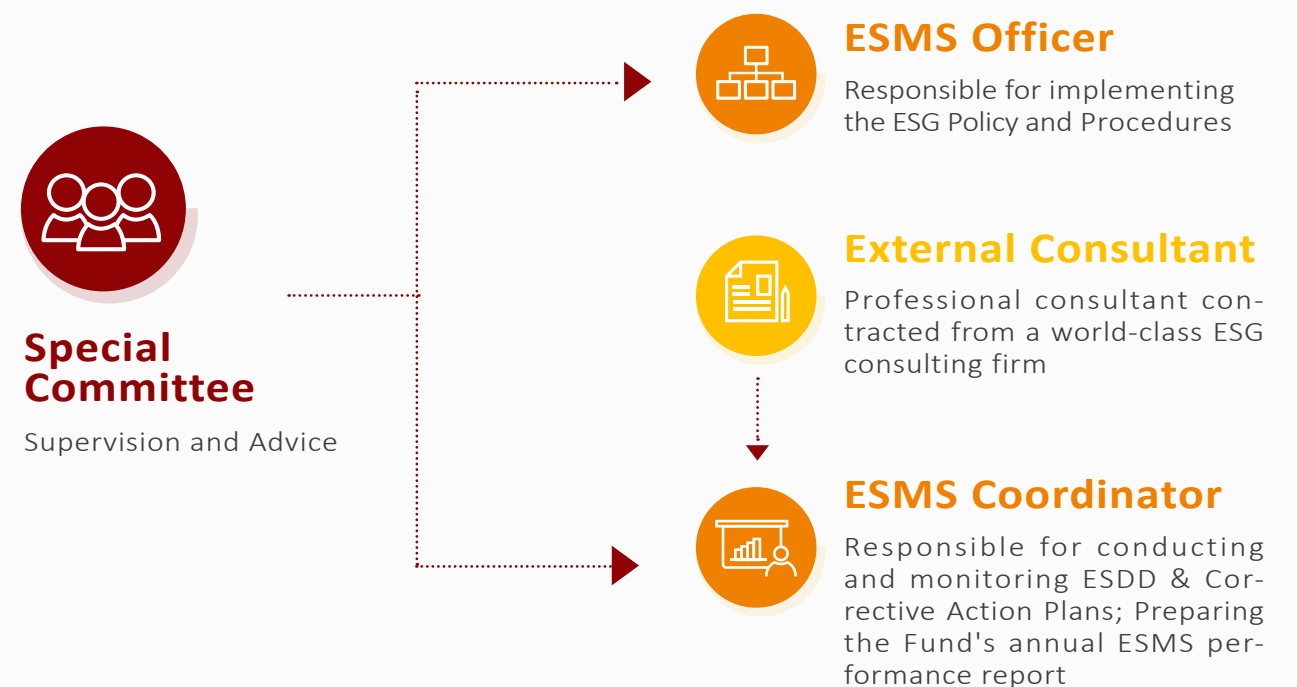 Special
Committee
Supervision and Advice
ESMS Officer
Responsible for implementing
the ESG Policy and Procedures
External Consultant
Professional consultant con-
tracted from a world-class ESG
consulting firm
ESMS Coordinator
Responsible for conducting
and monitoring ESDD & Cor-
rective Action Plans; Preparing
the Fund's annual ESMS per-
formance report